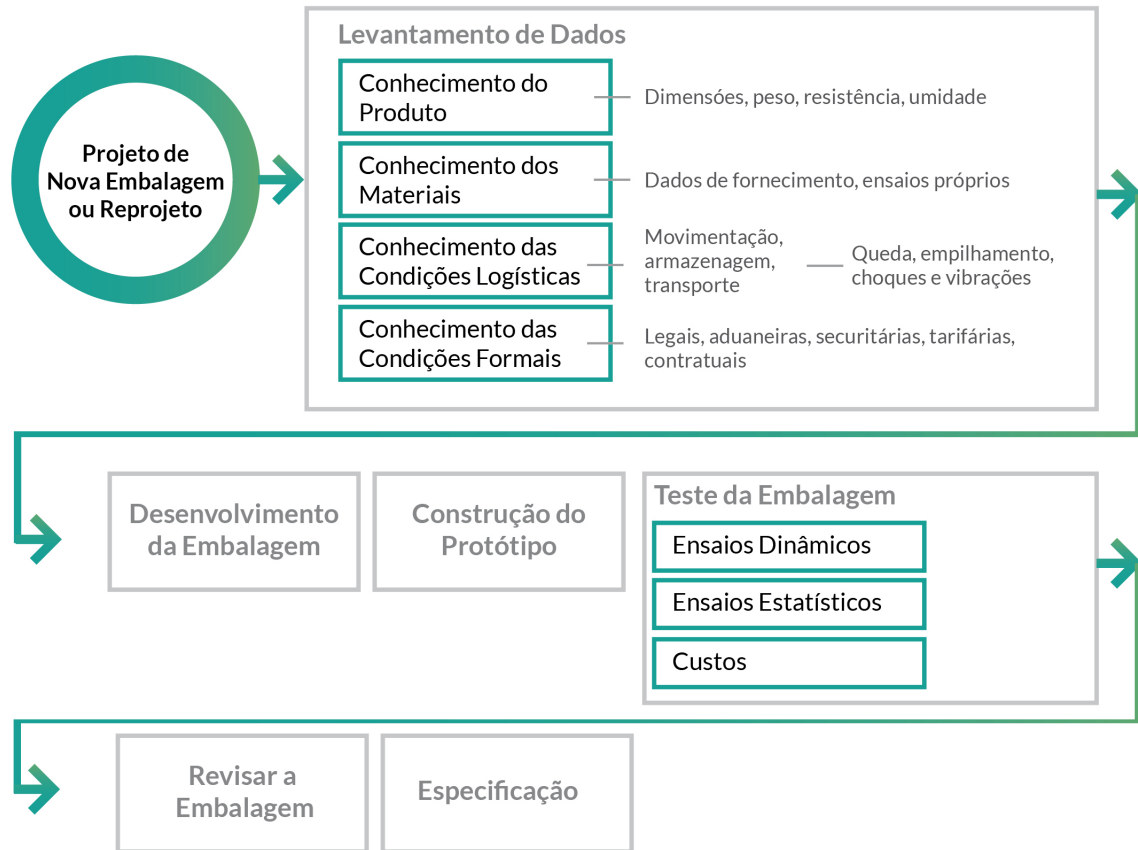 Projeto de
Nova Embalagem
ou Reprojeto
Levantamento de Dados
Conhecimento do
Produto
Dimensóes, peso, resistência, umidade
Conhecimento dos
Materiais
Dados de fornecimento, ensaios próprios
Conhecimento das
Condições Logísticas
Movimentação,
armazenagem,
transporte
Queda, empilhamento,
choques e vibrações
Conhecimento das
Condições Formais
Legais, aduaneiras, securitárias, tarifárias,
contratuais
Desenvolvimento
da Embalagem
Construção do
Protótipo
Teste da Embalagem
Ensaios Dinâmicos
Ensaios Estatísticos
Custos
Revisar a
Embalagem
Especificação